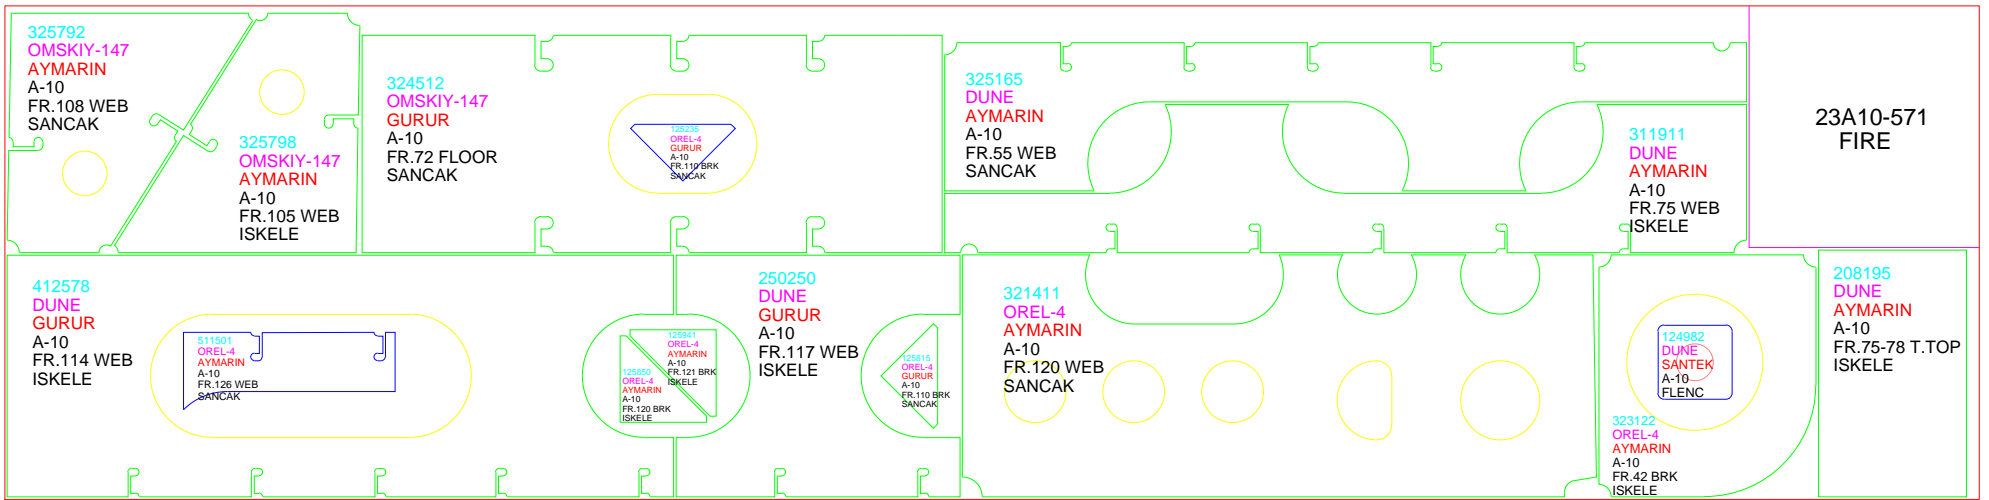 325792
OMSKIY-147
AYMARIN
A-10
FR.108 WEB
SANCAK
325798
OMSKIY-147
AYMARIN
A-10
FR.105 WEB
ISKELE
324512
OMSKIY-147
GURUR
A-10
FR.72 FLOOR
SANCAK
126235
OREL-4
GURUR
A-10
FR.110 BRK
SANCAK
325165
DUNE
AYMARIN
A-10
FR.55 WEB
SANCAK
311911
DUNE
AYMARIN
A-10
FR.75 WEB
ISKELE
23A10-571
FIRE
412578
DUNE
GURUR
A-10
FR.114 WEB
ISKELE
511501
OREL-4
AYMARIN
A-10
FR.126 WEB
SANCAK
125850
OREL-4
AYMARIN
A-10
FR.120 BRK
ISKELE
OREL-4
AYMARIN
A-10
FR.121 BRK
ISKELE
250250
DUNE
GURUR
A-10
FR.117 WEB
ISKELE
125815
OREL-4
GURUR
A-10
FR.110 BRK
SANCAK
321411
OREL-4
AYMARIN
A-10
FR.120 WEB
SANCAK
124982
DUNE
SANTEK
A-10
FLENC
323122
OREL-4
AYMARIN
A-10
FR.42 BRK
ISKELE
208195
DUNE
AYMARIN
A-10
FR.75-78 T.TOP
ISKELE